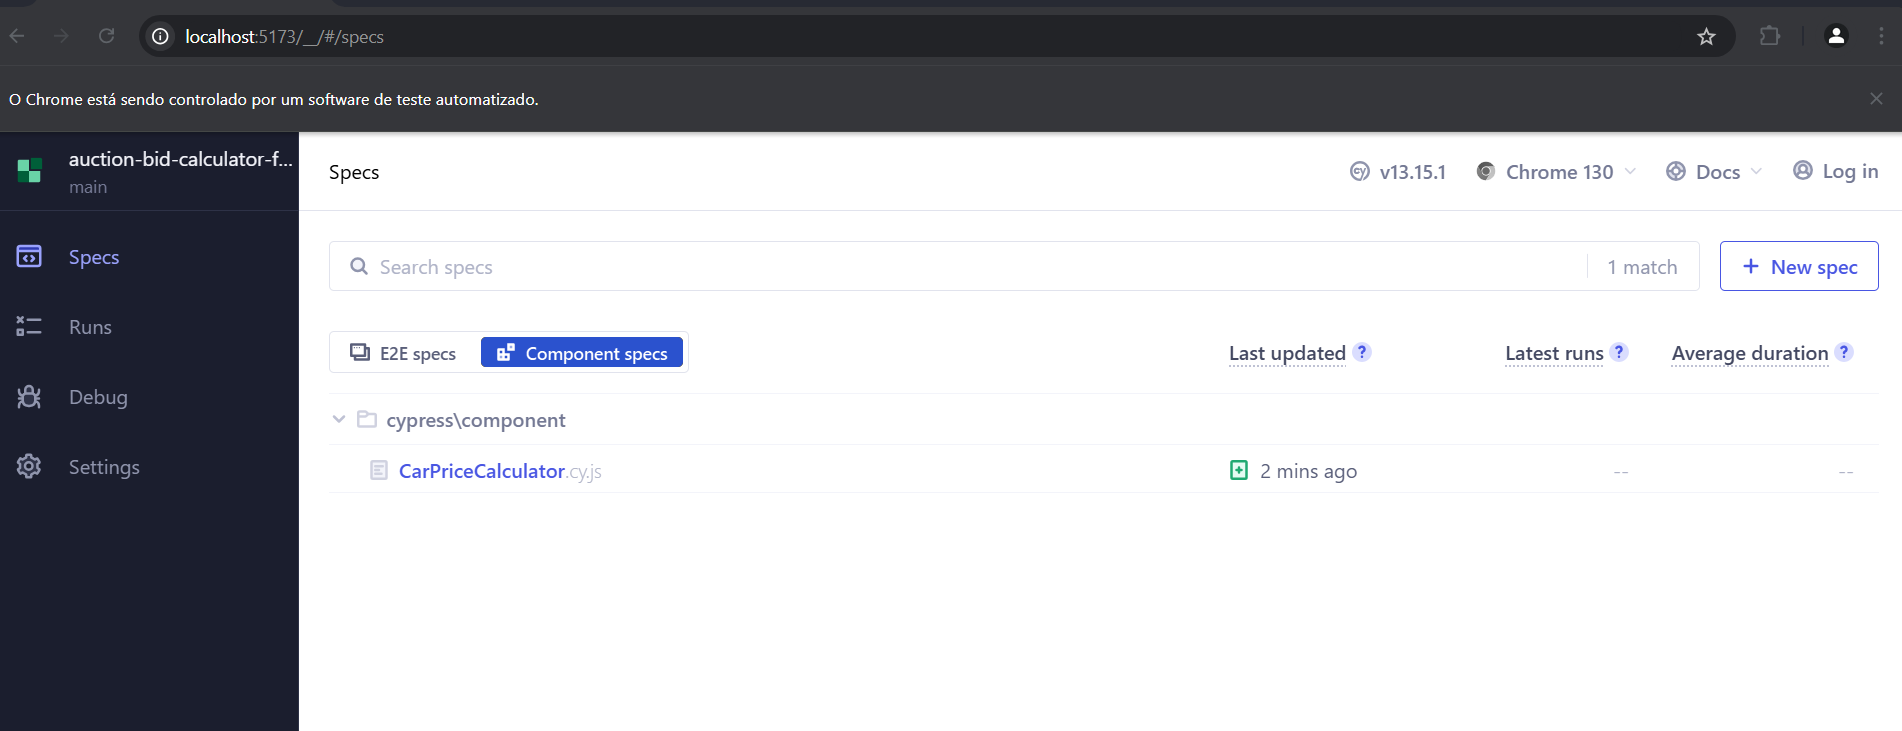 localhost:5173/__/#/specs
O Chrome está sendo controlado por um software de teste automatizado.
auction-bid-calculator-f...
main
Specs
Runs
Debug
Settings
Specs
cy v13.15.1
Chrome 130
Docs
Log in
Search specs
1 match
+ New spec
E2E specs
Component specs
Last updated ?
Latest runs ?
Average duration ?
cypress\component
CarPriceCalculator.cy.js
2 mins ago
--
--